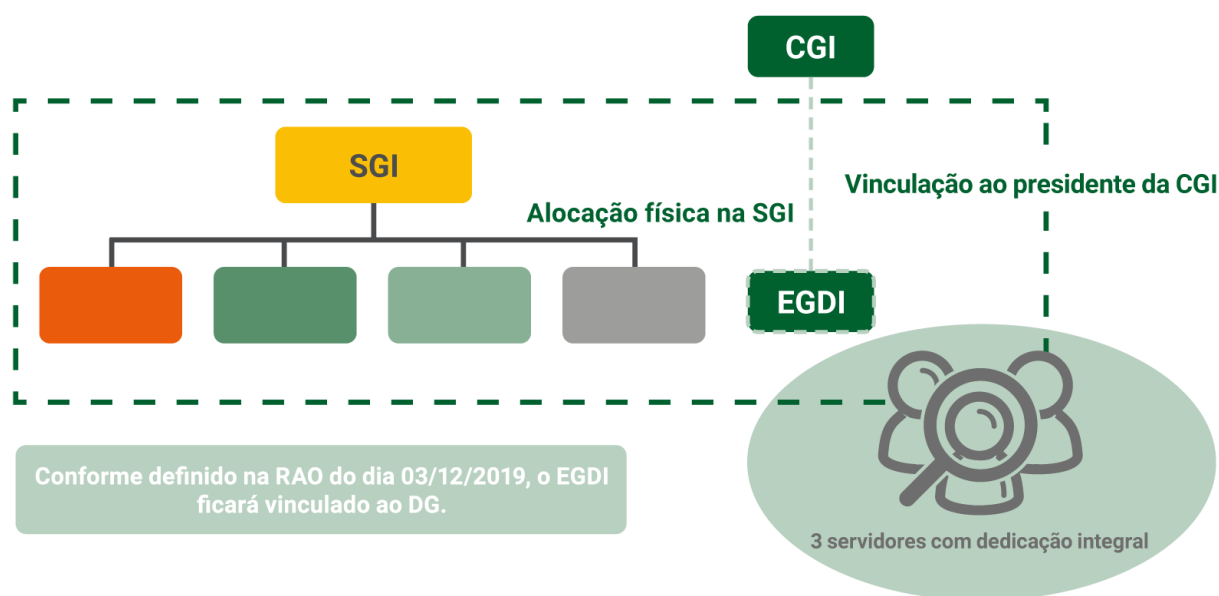 CGI
SGI
Vinculação ao presidente da CGI
Alocação física na SGI
EGDI
Conforme definido na RAO do dia 03/12/2019, o EGDI
ficará vinculado ao DG.
3 servidores com dedicação integral